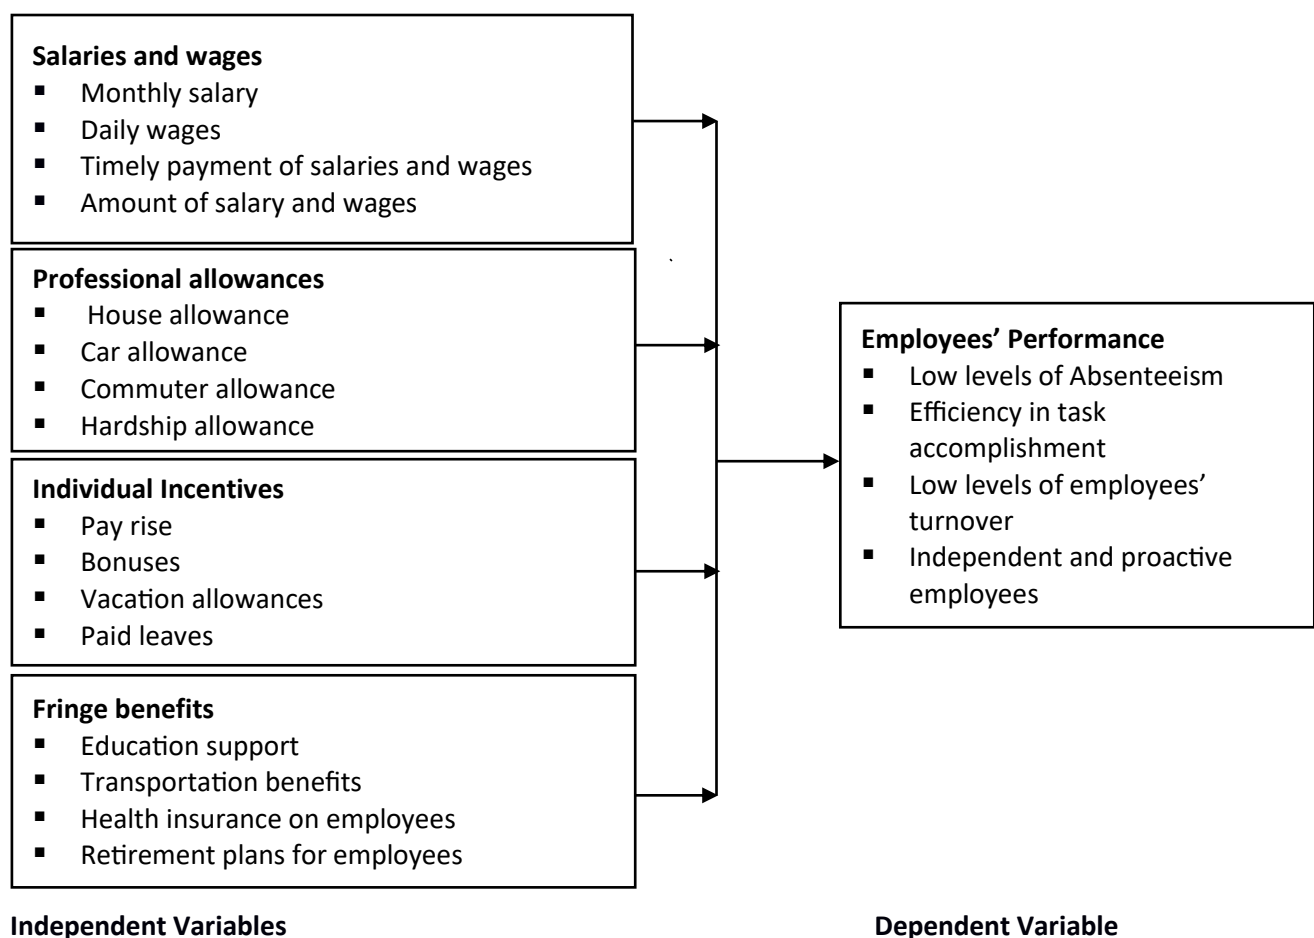 Salaries and wages
▪ Monthly salary
▪ Daily wages
▪ Timely payment of salaries and wages
▪ Amount of salary and wages
Professional allowances
▪ House allowance
▪ Car allowance
▪ Commuter allowance
▪ Hardship allowance
Individual Incentives
▪ Pay rise
▪ Bonuses
▪ Vacation allowances
▪ Paid leaves
Fringe benefits
▪ Education support
▪ Transportation benefits
▪ Health insurance on employees
▪ Retirement plans for employees
Independent Variables
Employees’ Performance
▪ Low levels of Absenteeism
▪ Efficiency in task
accomplishment
▪ Low levels of employees’
turnover
▪ Independent and proactive
employees
Dependent Variable